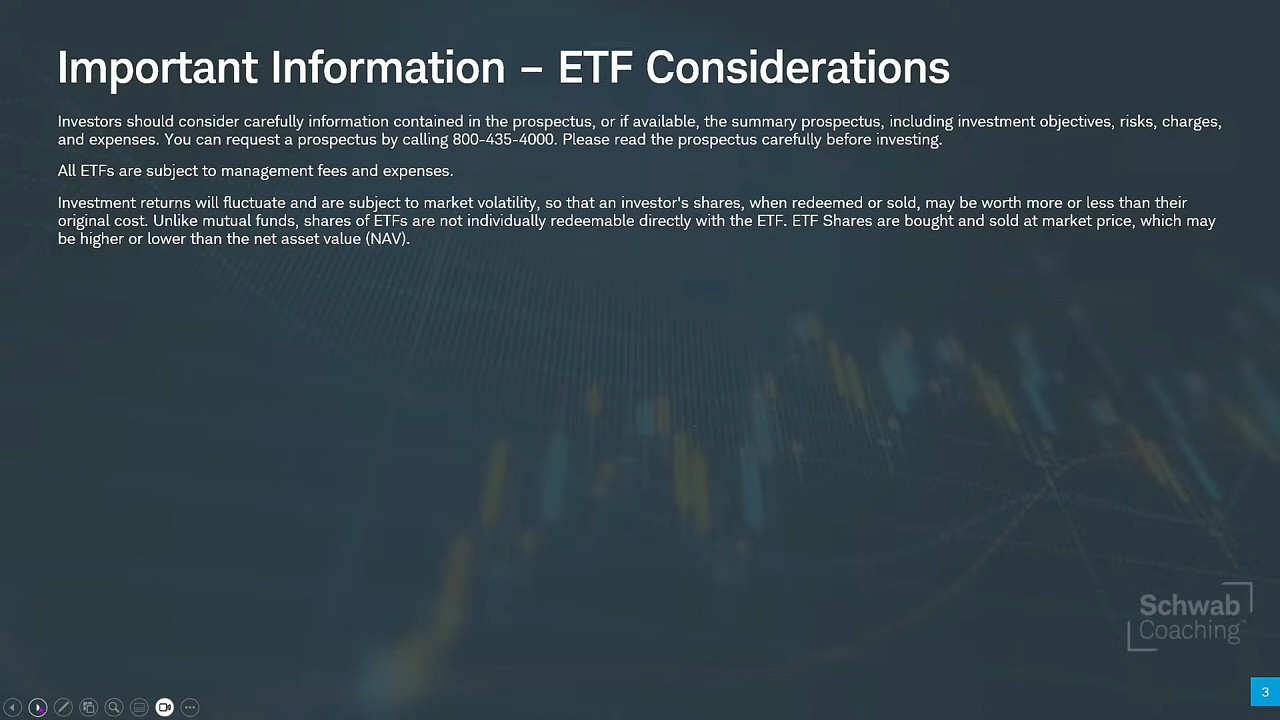 Important Information – ETF Considerations
Investors should consider carefully information contained in the prospectus, or if available, the summary prospectus, including investment objectives, risks, charges,
and expenses. You can request a prospectus by calling 800-435-4000. Please read the prospectus carefully before investing.
All ETFs are subject to management fees and expenses.
Investment returns will fluctuate and are subject to market volatility, so that an investor's shares, when redeemed or sold, may be worth more or less than their
original cost. Unlike mutual funds, shares of ETFs are not individually redeemable directly with the ETF. ETF Shares are bought and sold at market price, which may
be higher or lower than the net asset value (NAV).
Schwab
Coaching™
3